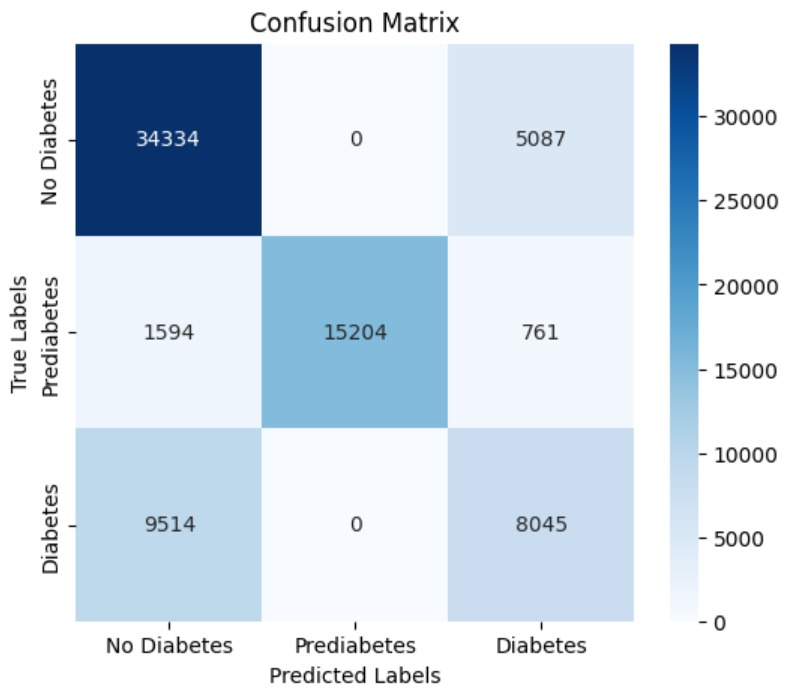 Confusion Matrix
No Diabetes
Prediabetes
Diabetes
True Labels
34334 0 5087
1594 15204 761
9514 0 8045
No Diabetes Prediabetes Diabetes
Predicted Labels
30000
25000
20000
15000
10000
5000
0